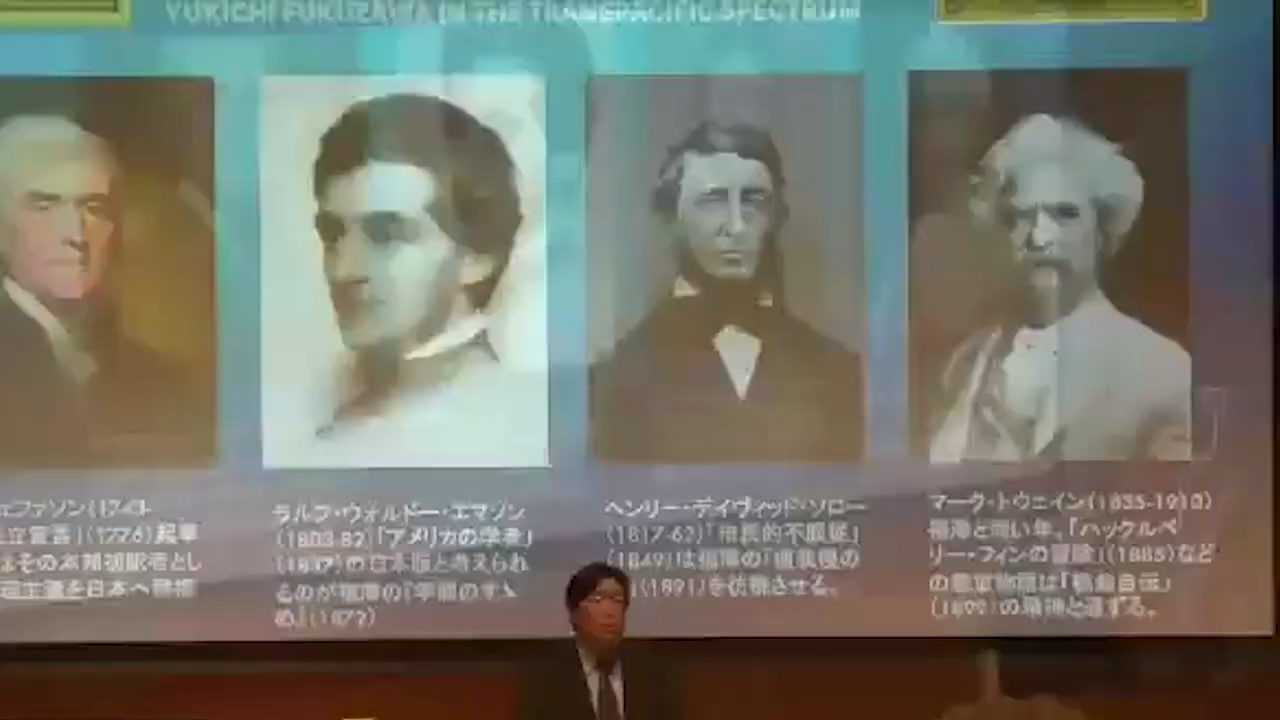 YUKICHI FUKUZAWA IN THE TRANSPACIFIC SPECTRUM
ェファソン(1743-
立宣言」(1776)起草
はその本邦初訳者とし
主主義を日本へ
ラルフ・ウォルドー・エマソン
(1803-82)「アメリカの学者」
(1837)の日本版と考えられ
るのが福澤の『学問のすゝ
め』(1872)
ヘンリー・デイヴィッド・ソロー
(1817-62)「市民的不服従」
(1849)は福澤の「瘠我慢の
(1891)を彷彿させる。
マーク・トウェイン(1835-1910)
福澤と同い年。「ハックルベ
リー・フィンの冒険」(1885)など
の悪童物語は「福翁自伝」
(1899)の精神と通ずる。